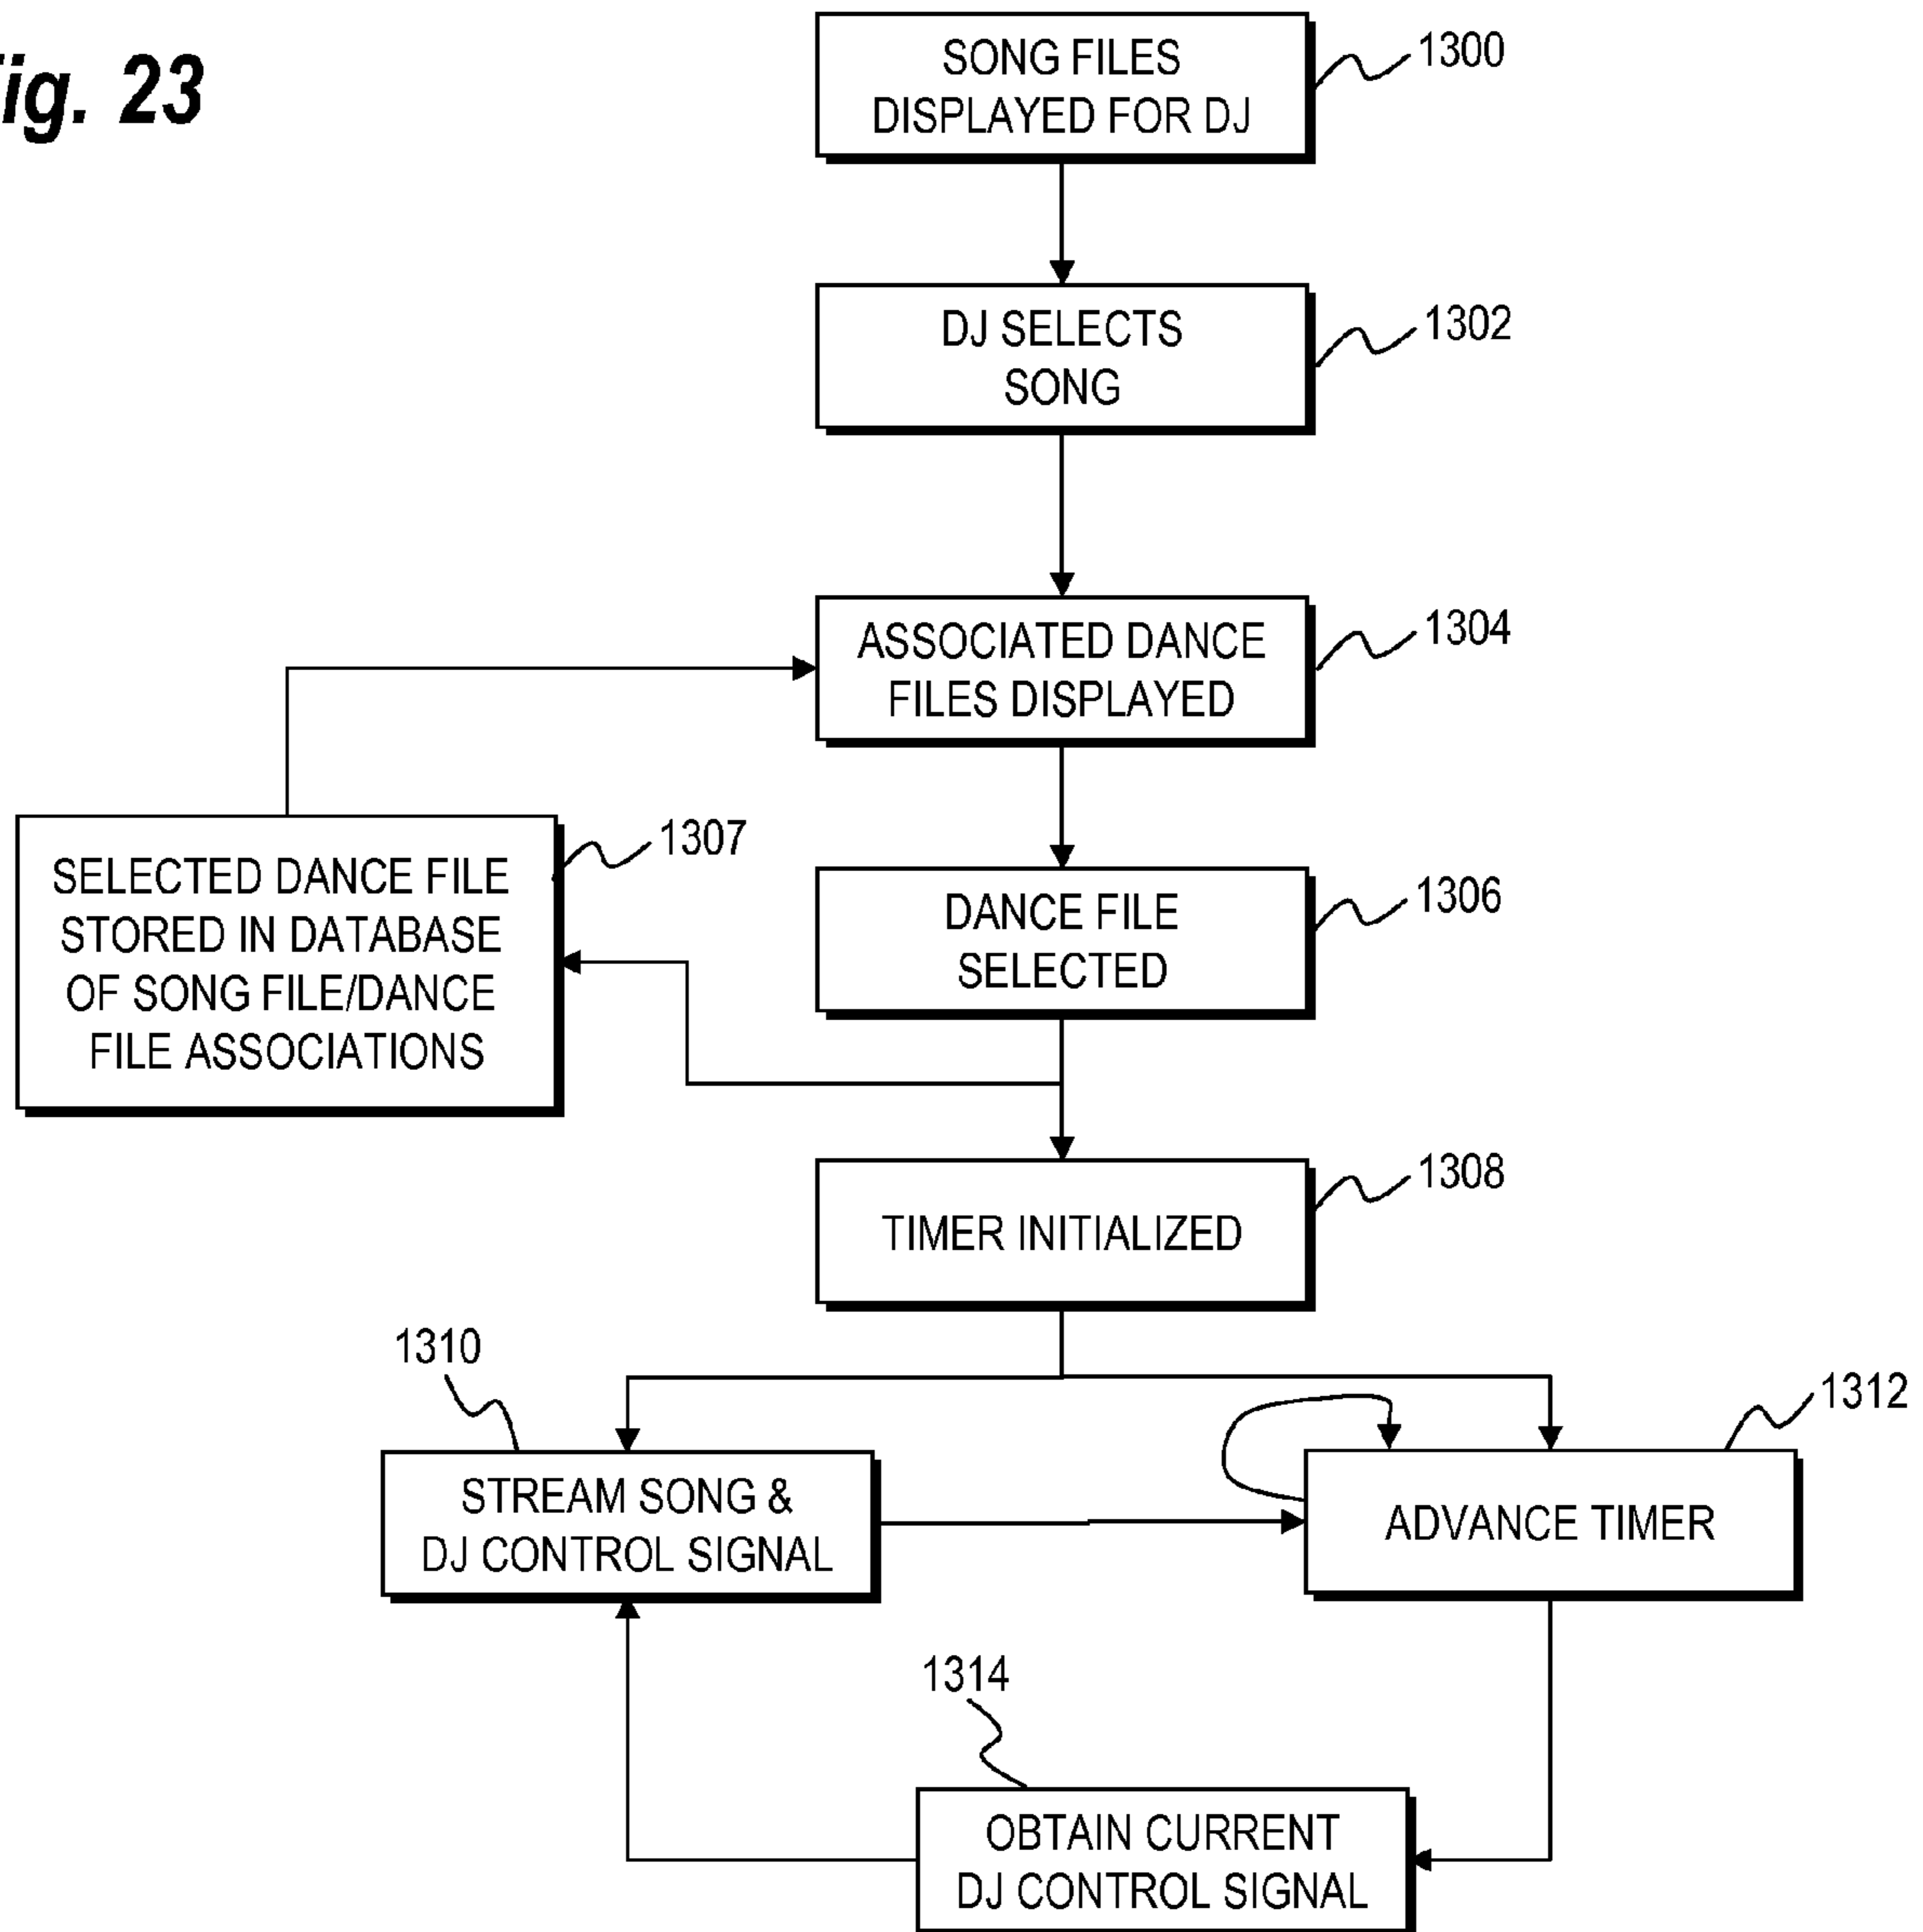 Fig. 23
SONG FILES
DISPLAYED FOR DJ
1300
DJ SELECTS
SONG
1302
ASSOCIATED DANCE
FILES DISPLAYED
1304
SELECTED DANCE FILE
STORED IN DATABASE
OF SONG FILE/DANCE
FILE ASSOCIATIONS
1307
DANCE FILE
SELECTED
1306
TIMER INITIALIZED
1308
1310
STREAM SONG &
DJ CONTROL SIGNAL
1312
ADVANCE TIMER
1314
OBTAIN CURRENT
DJ CONTROL SIGNAL